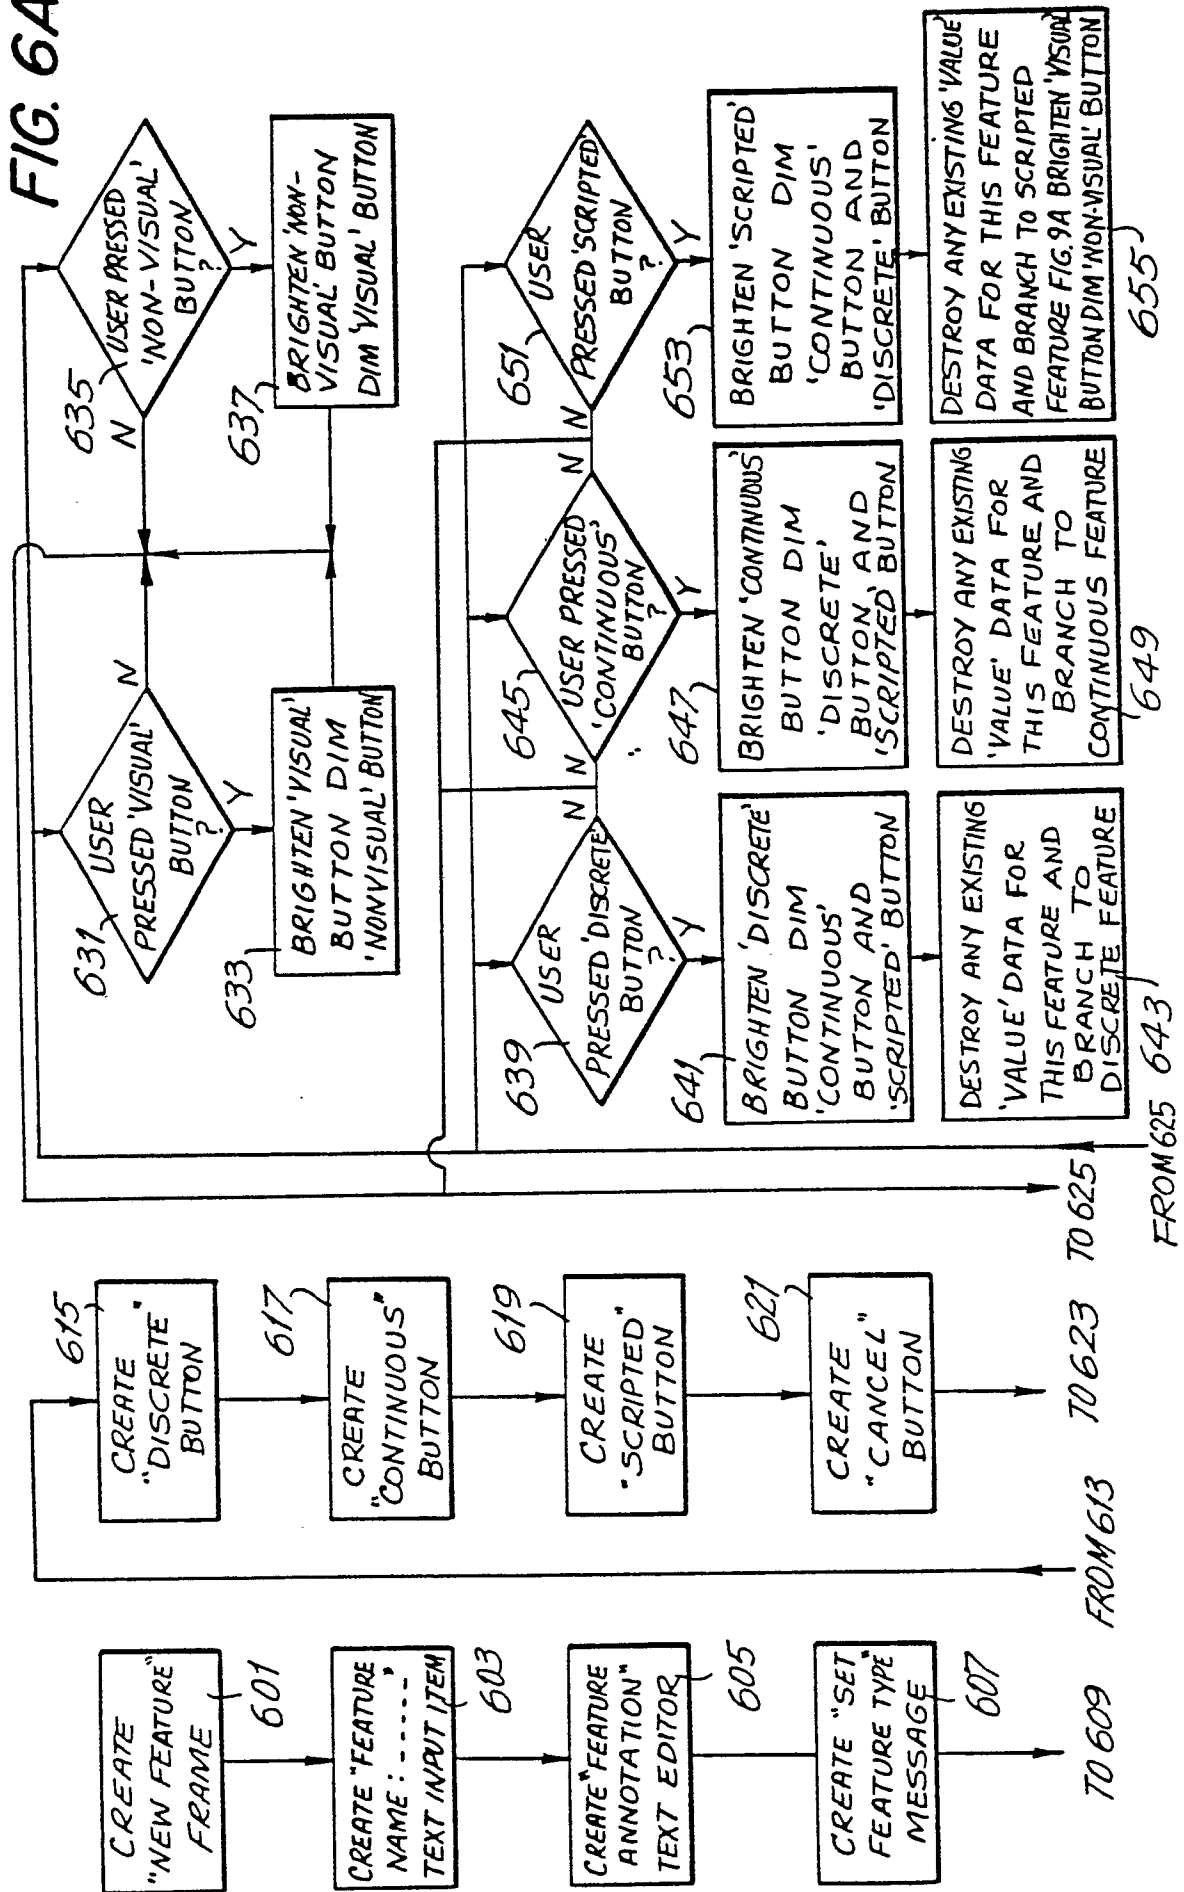 FIG. 6A
CREATE
"NEW FEATURE"
FRAME
601
CREATE "FEATURE
NAME: ----"
TEXT INPUT ITEM
603
CREATE "FEATURE
ANNOTATION"
TEXT EDITOR
605
CREATE "SET
FEATURE TYPE"
MESSAGE
607
TO 609
FROM 613
615
CREATE
"DISCRETE"
BUTTON
617
CREATE
"CONTINUOUS"
BUTTON
619
CREATE
"SCRIPTED"
BUTTON
621
CREATE
"CANCEL"
BUTTON
TO 623
TO 625
FROM 625
631
USER
PRESSED 'VISUAL'
BUTTON
?
N
Y
633
BRIGHTEN 'VISUAL'
BUTTON DIM
'NONVISUAL' BUTTON
635
USER PRESSED
'NON-VISUAL'
BUTTON
?
N
Y
637
BRIGHTEN 'NON-
VISUAL' BUTTON
DIM 'VISUAL' BUTTON
639
USER
PRESSED 'DISCRETE'
BUTTON
?
N
Y
641
BRIGHTEN 'DISCRETE'
BUTTON DIM
'CONTINUOUS'
BUTTON AND
'SCRIPTED' BUTTON
DESTROY ANY EXISTING
'VALUE' DATA FOR
THIS FEATURE AND
BRANCH TO
DISCRETE FEATURE
643
645
USER PRESSED
'CONTINUOUS'
BUTTON
?
N
N
Y
647
BRIGHTEN 'CONTINUOUS'
BUTTON DIM
'DISCRETE'
BUTTON AND
'SCRIPTED' BUTTON
DESTROY ANY EXISTING
'VALUE' DATA FOR
THIS FEATURE AND
BRANCH TO
CONTINUOUS FEATURE
649
651
USER
PRESSED 'SCRIPTED'
BUTTON
?
N
Y
653
BRIGHTEN 'SCRIPTED'
BUTTON DIM
'CONTINUOUS'
BUTTON AND
'DISCRETE' BUTTON
DESTROY ANY EXISTING 'VALUE'
DATA FOR THIS FEATURE
AND BRANCH TO SCRIPTED
FEATURE FIG. 9A BRIGHTEN 'VISUAL'
BUTTON DIM 'NON-VISUAL' BUTTON
655